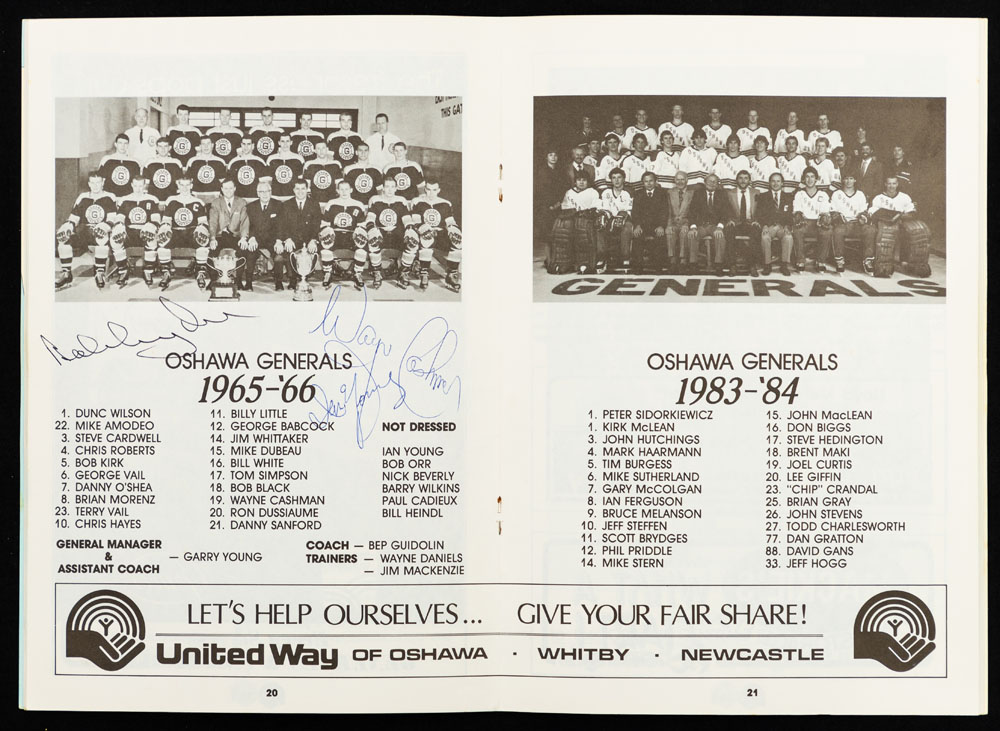 THIS GAT
G
GENERALS
Wayne Cashman
Ian Young
OSHAWA GENERALS
1965-'66
1. DUNC WILSON
22. MIKE AMODEO
3. STEVE CARDWELL
4. CHRIS ROBERTS
5. BOB KIRK
6. GEORGE VAIL
7. DANNY O'SHEA
8. BRIAN MORENZ
23. TERRY VAIL
10. CHRIS HAYES
11. BILLY LITTLE
12. GEORGE BABCOCK
14. JIM WHITTAKER
15. MIKE DUBEAU
16. BILL WHITE
17. TOM SIMPSON
18. BOB BLACK
19. WAYNE CASHMAN
20. RON DUSSIAUME
21. DANNY SANFORD
NOT DRESSED
IAN YOUNG
BOB ORR
NICK BEVERLY
BARRY WILKINS
PAUL CADIEUX
BILL HEINDL
GENERAL MANAGER
&
ASSISTANT COACH
— GARRY YOUNG
COACH — BEP GUIDOLIN
TRAINERS — WAYNE DANIELS
— JIM MACKENZIE
OSHAWA GENERALS
1983-'84
1. PETER SIDORKIEWICZ
1. KIRK McLEAN
3. JOHN HUTCHINGS
4. MARK HAARMANN
5. TIM BURGESS
6. MIKE SUTHERLAND
7. GARY McCOLGAN
8. IAN FERGUSON
9. BRUCE MELANSON
10. JEFF STEFFEN
11. SCOTT BRYDGES
12. PHIL PRIDDLE
14. MIKE STERN
15. JOHN MacLEAN
16. DON BIGGS
17. STEVE HEDINGTON
18. BRENT MAKI
19. JOEL CURTIS
20. LEE GIFFIN
23. "CHIP" CRANDAL
25. BRIAN GRAY
26. JOHN STEVENS
27. TODD CHARLESWORTH
77. DAN GRATTON
88. DAVID GANS
33. JEFF HOGG
LET'S HELP OURSELVES... GIVE YOUR FAIR SHARE!
United Way OF OSHAWA · WHITBY · NEWCASTLE
20
21